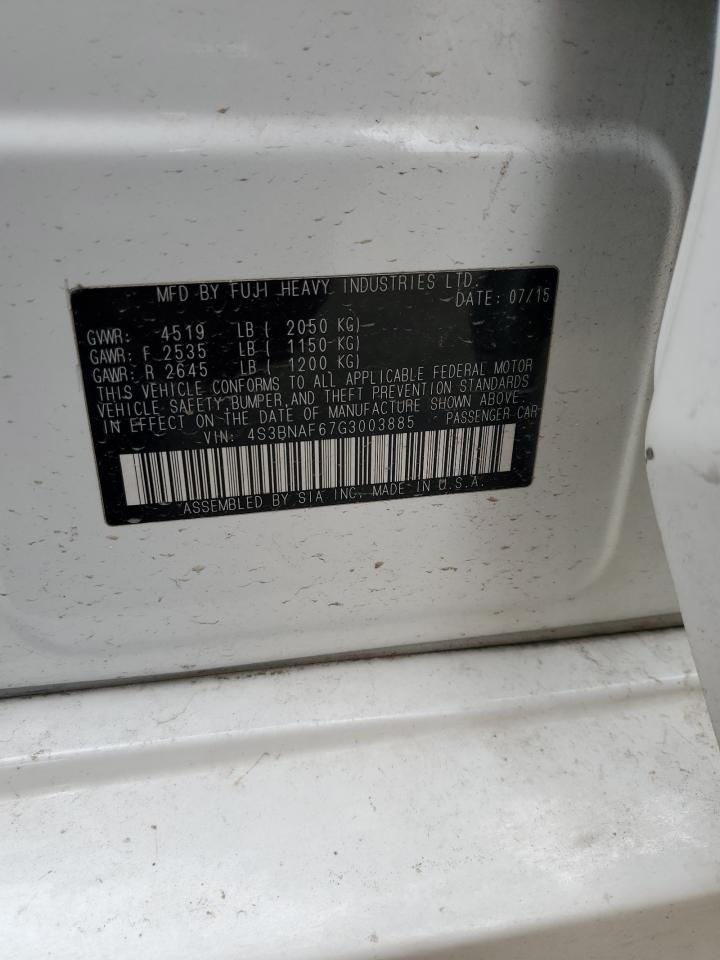 MFD BY FUJI HEAVY INDUSTRIES LTD.
DATE: 07/15
GVWR: 4519 LB ( 2050 KG)
GAWR: F 2535 LB ( 1150 KG)
GAWR: R 2645 LB ( 1200 KG)
THIS VEHICLE CONFORMS TO ALL APPLICABLE FEDERAL MOTOR
VEHICLE SAFETY, BUMPER, AND THEFT PREVENTION STANDARDS
IN EFFECT ON THE DATE OF MANUFACTURE SHOWN ABOVE.
VIN: 4S3BNAF67G3003885 PASSENGER CAR
ASSEMBLED BY SIA INC. MADE IN U.S.A.